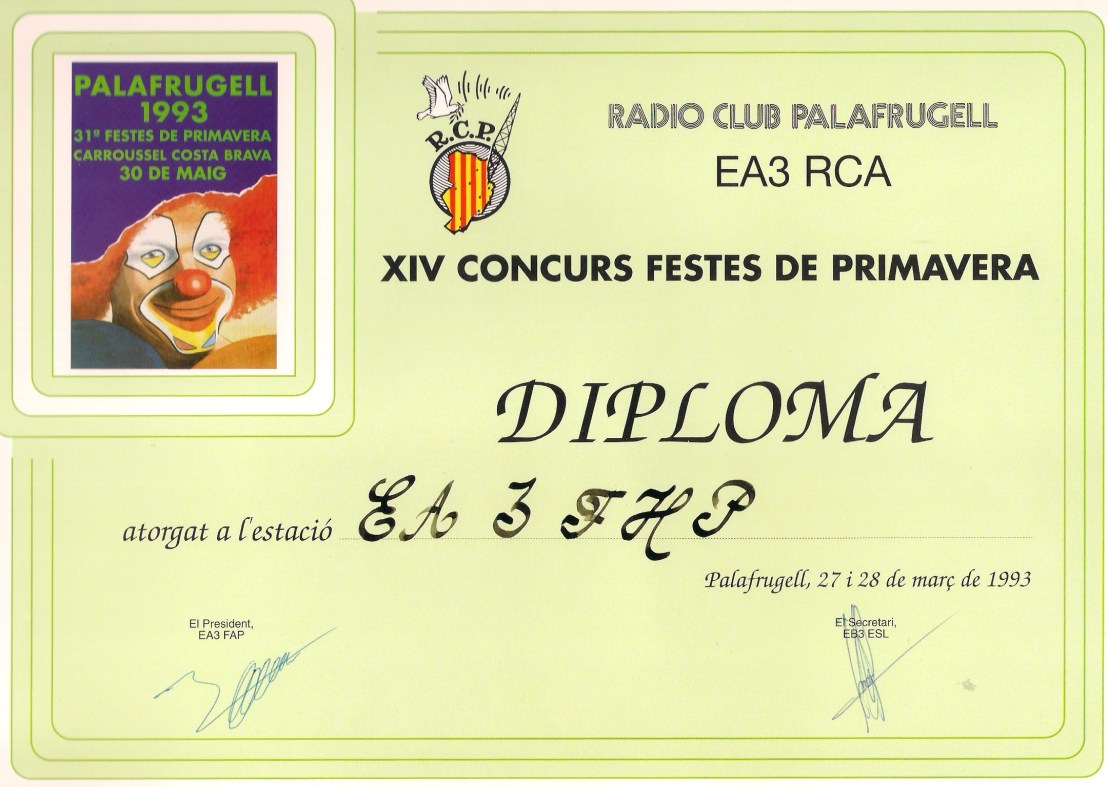 PALAFRUGELL
1993
31ª FESTES DE PRIMAVERA
CARROUSSEL COSTA BRAVA
30 DE MAIG
R.C.P.
RADIO CLUB PALAFRUGELL
EA3 RCA
XIV CONCURS FESTES DE PRIMAVERA
DIPLOMA
atorgat a l'estació EA 3 FHP
Palafrugell, 27 i 28 de març de 1993
El President,
EA3 FAP
El Secretari,
EB3 ESL